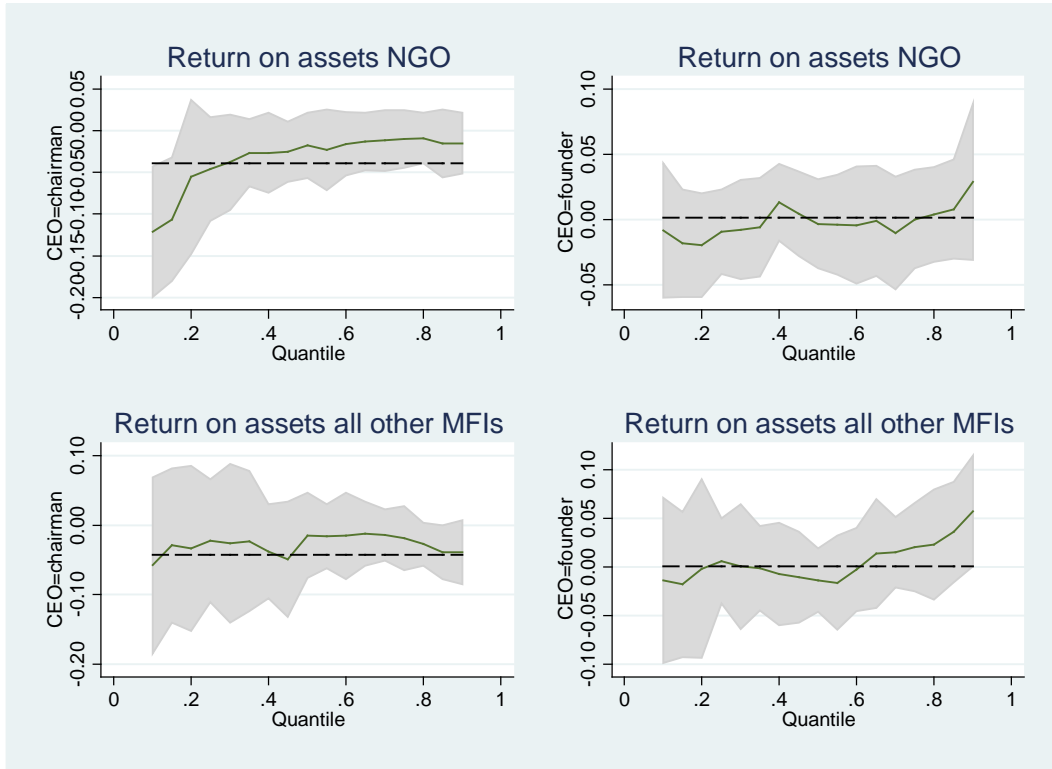 Return on assets NGO
CEO=chairman
-0.20-0.15-0.10-0.050.00 0.05
0 .2 .4 .6 .8 1
Quantile
Return on assets NGO
CEO=founder
-0.05 0.00 0.05 0.10
0 .2 .4 .6 .8 1
Quantile
Return on assets all other MFIs
CEO=chairman
-0.20 -0.10 0.00 0.10
0 .2 .4 .6 .8 1
Quantile
Return on assets all other MFIs
CEO=founder
-0.10 -0.05 0.00 0.05 0.10
0 .2 .4 .6 .8 1
Quantile